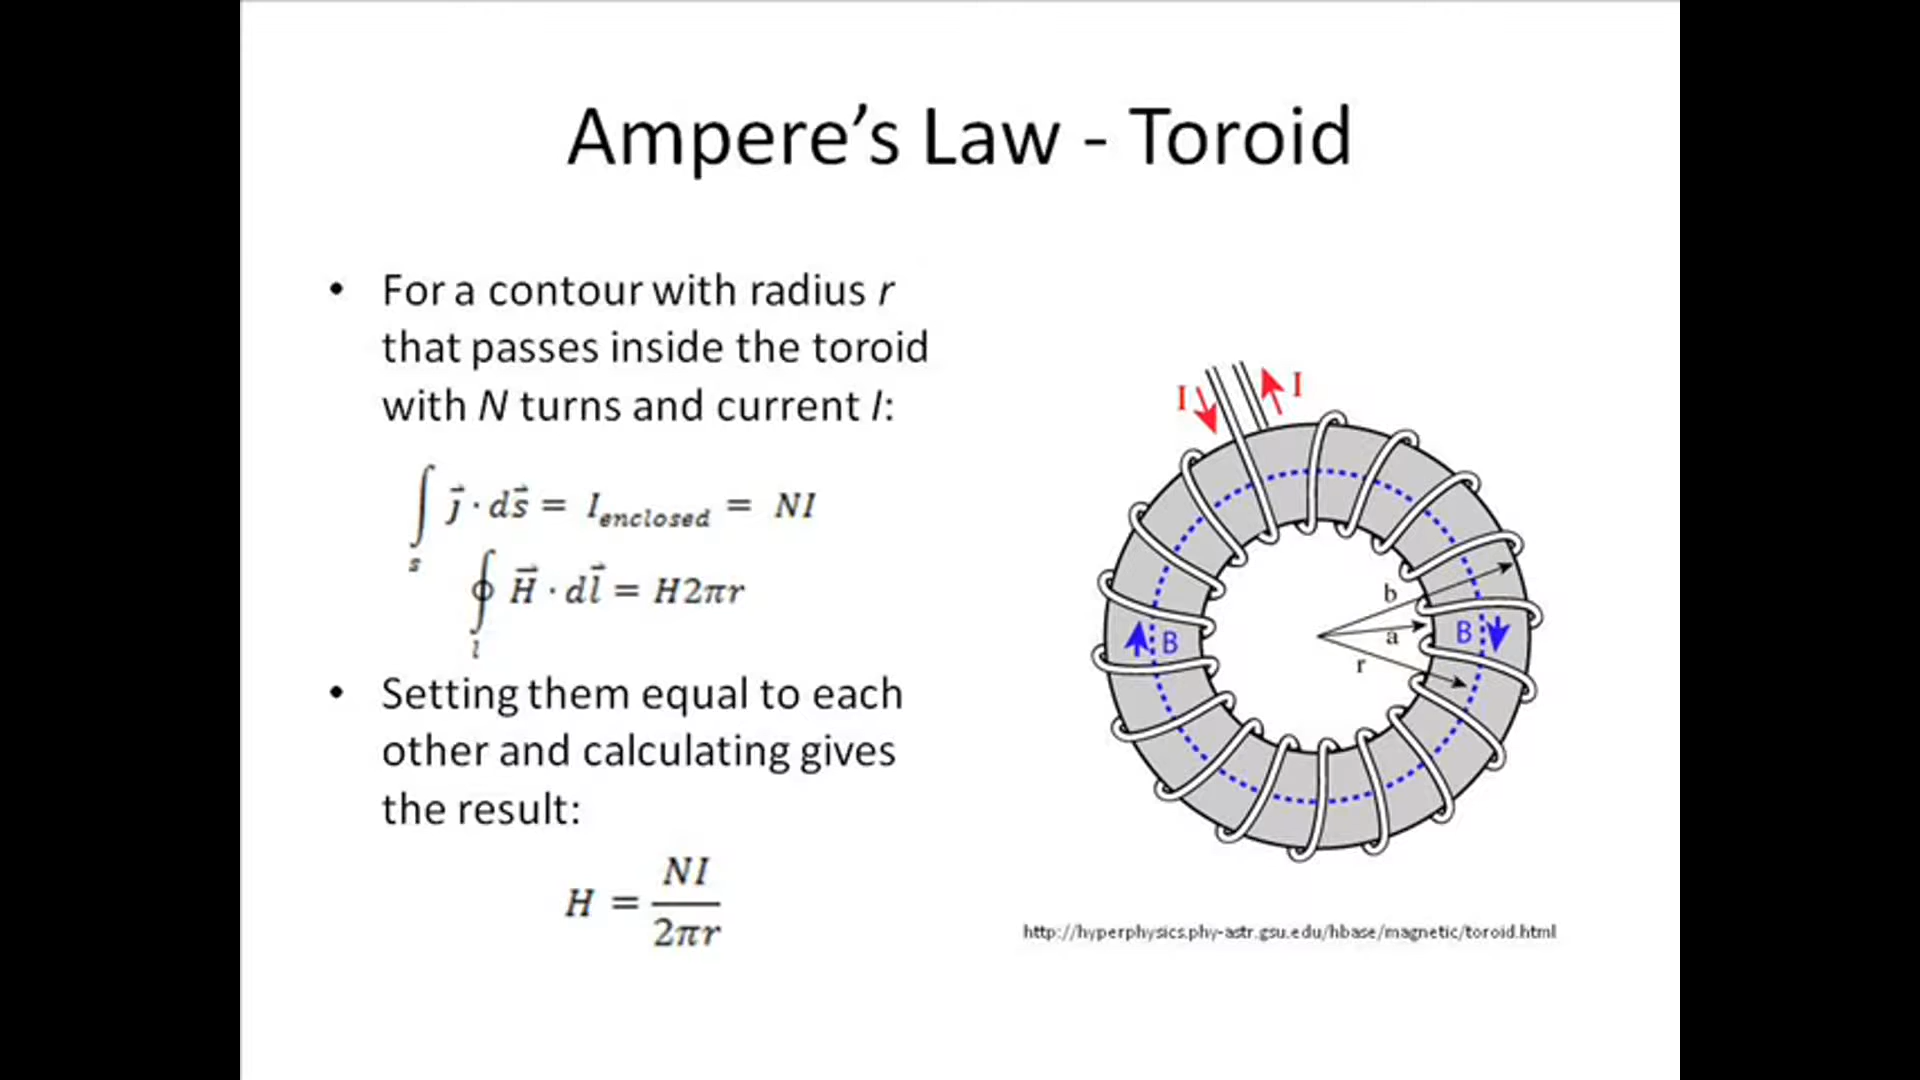 Ampere's Law - Toroid
• For a contour with radius r
that passes inside the toroid
with N turns and current I:
∫_s j⃗ · ds⃗ = I_enclosed = NI
∮_l H⃗ · dl⃗ = H2πr
• Setting them equal to each
other and calculating gives
the result:
H = NI / 2πr
I I
b
a
r
B
B
http://hyperphysics.phy-astr.gsu.edu/hbase/magnetic/toroid.html